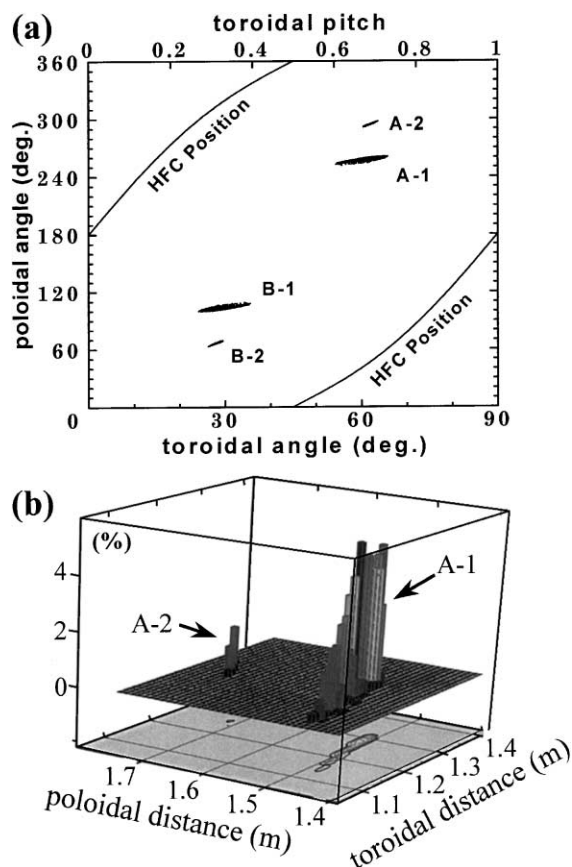 (a)
toroidal pitch
0 0.2 0.4 0.6 0.8 1
360
300
240
180
120
60
0
poloidal angle (deg.)
HFC Position
A-2
A-1
B-1
B-2
HFC Position
0 30 60 90
toroidal angle (deg.)
(b)
(%)
4
2
0
A-1
A-2
1.7 1.6 1.5 1.4
poloidal distance (m)
1.1 1.2 1.3 1.4
toroidal distance (m)